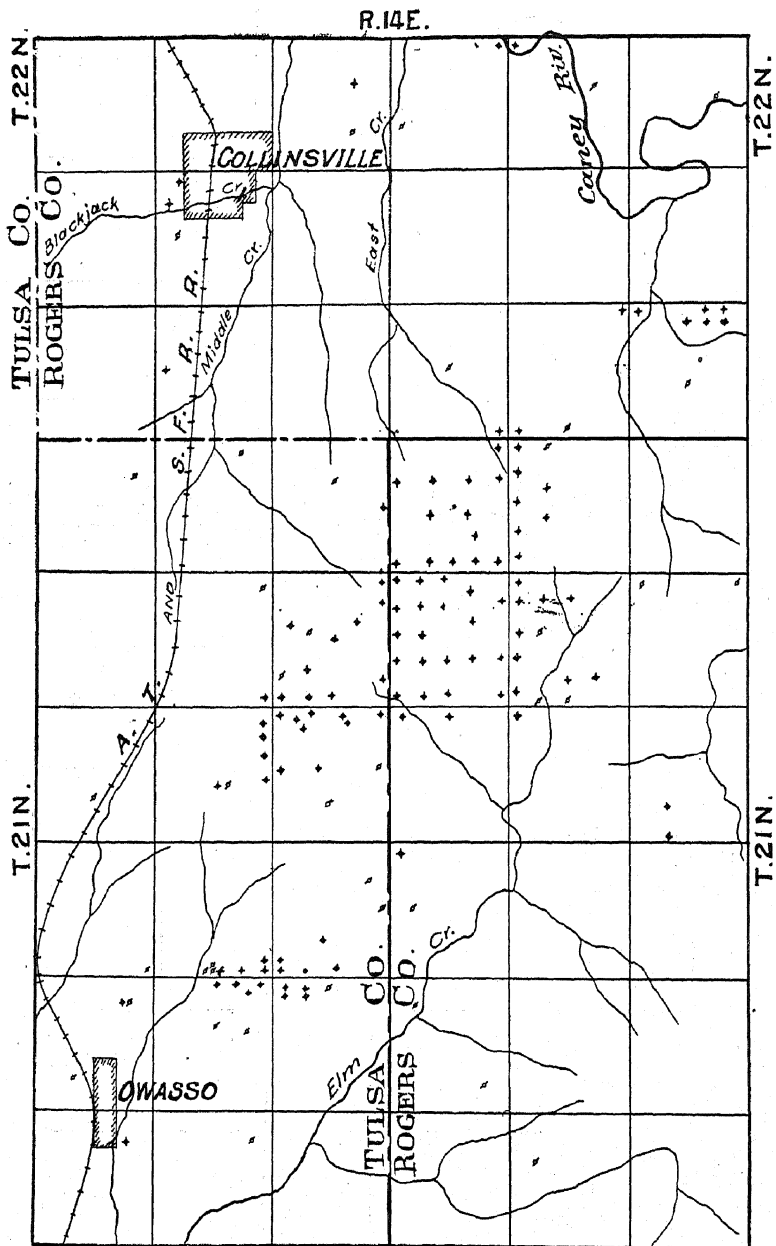 R.14E.
T.22N.
T.22N.
Caney Riv.
Cr.
COLLINSVILLE
Blackjack
Cr.
TULSA CO.
ROGERS CO.
Cr.
East
Middle
A. T. AND S. F. R. R.
T.21N.
T.21N.
Cr.
TULSA CO.
ROGERS CO.
Elm
OWASSO